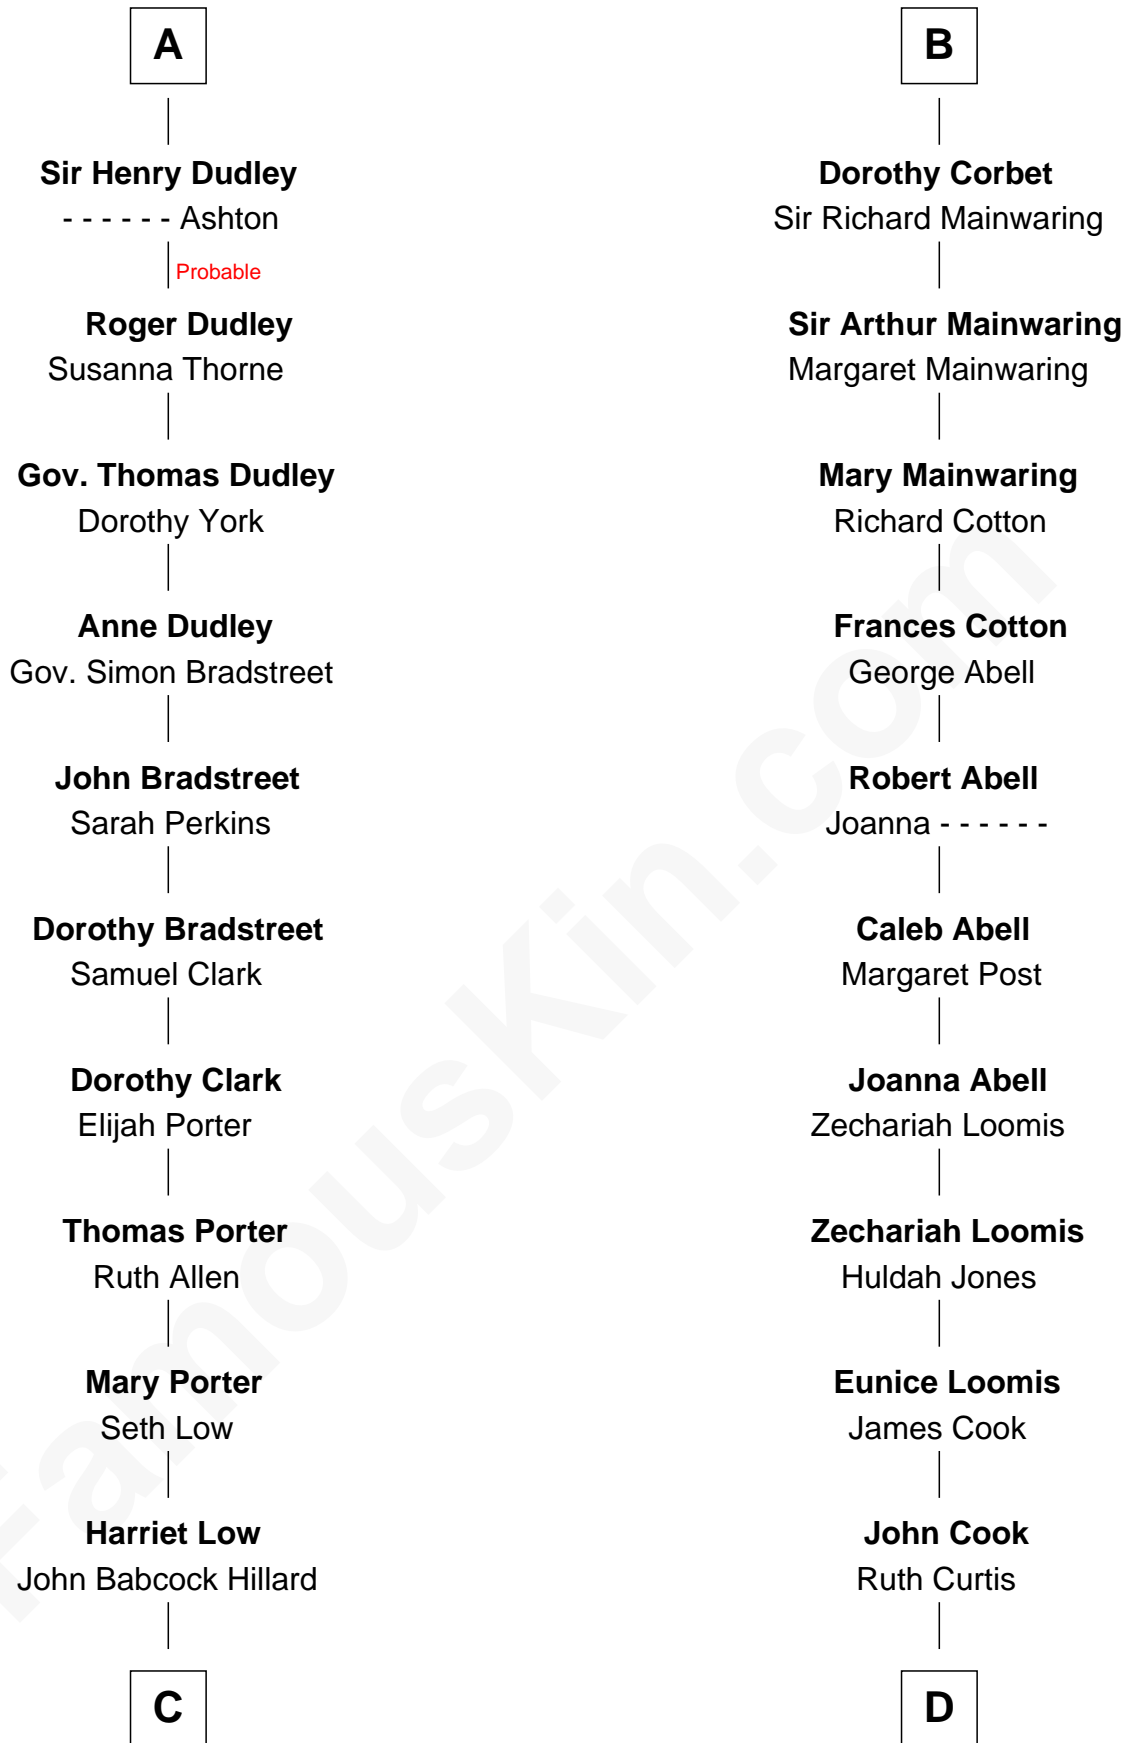 A
Sir Henry Dudley
- - - - - - Ashton
Probable
Roger Dudley
Susanna Thorne
Gov. Thomas Dudley
Dorothy York
Anne Dudley
Gov. Simon Bradstreet
John Bradstreet
Sarah Perkins
Dorothy Bradstreet
Samuel Clark
Dorothy Clark
Elijah Porter
Thomas Porter
Ruth Allen
Mary Porter
Seth Low
Harriet Low
John Babcock Hillard
C
B
Dorothy Corbet
Sir Richard Mainwaring
Sir Arthur Mainwaring
Margaret Mainwaring
Mary Mainwaring
Richard Cotton
Frances Cotton
George Abell
Robert Abell
Joanna - - - - - -
Caleb Abell
Margaret Post
Joanna Abell
Zechariah Loomis
Zechariah Loomis
Huldah Jones
Eunice Loomis
James Cook
John Cook
Ruth Curtis
D
FamousKin.com